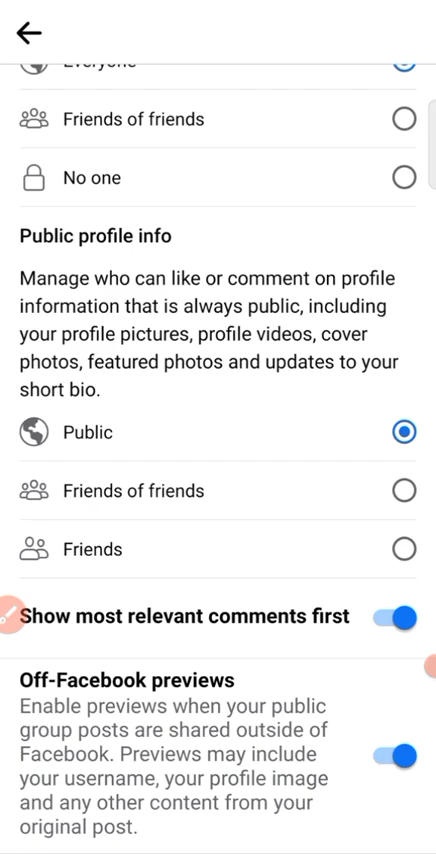 Everyone
Friends of friends
No one
Public profile info
Manage who can like or comment on profile
information that is always public, including
your profile pictures, profile videos, cover
photos, featured photos and updates to your
short bio.
Public
Friends of friends
Friends
Show most relevant comments first
Off-Facebook previews
Enable previews when your public
group posts are shared outside of
Facebook. Previews may include
your username, your profile image
and any other content from your
original post.